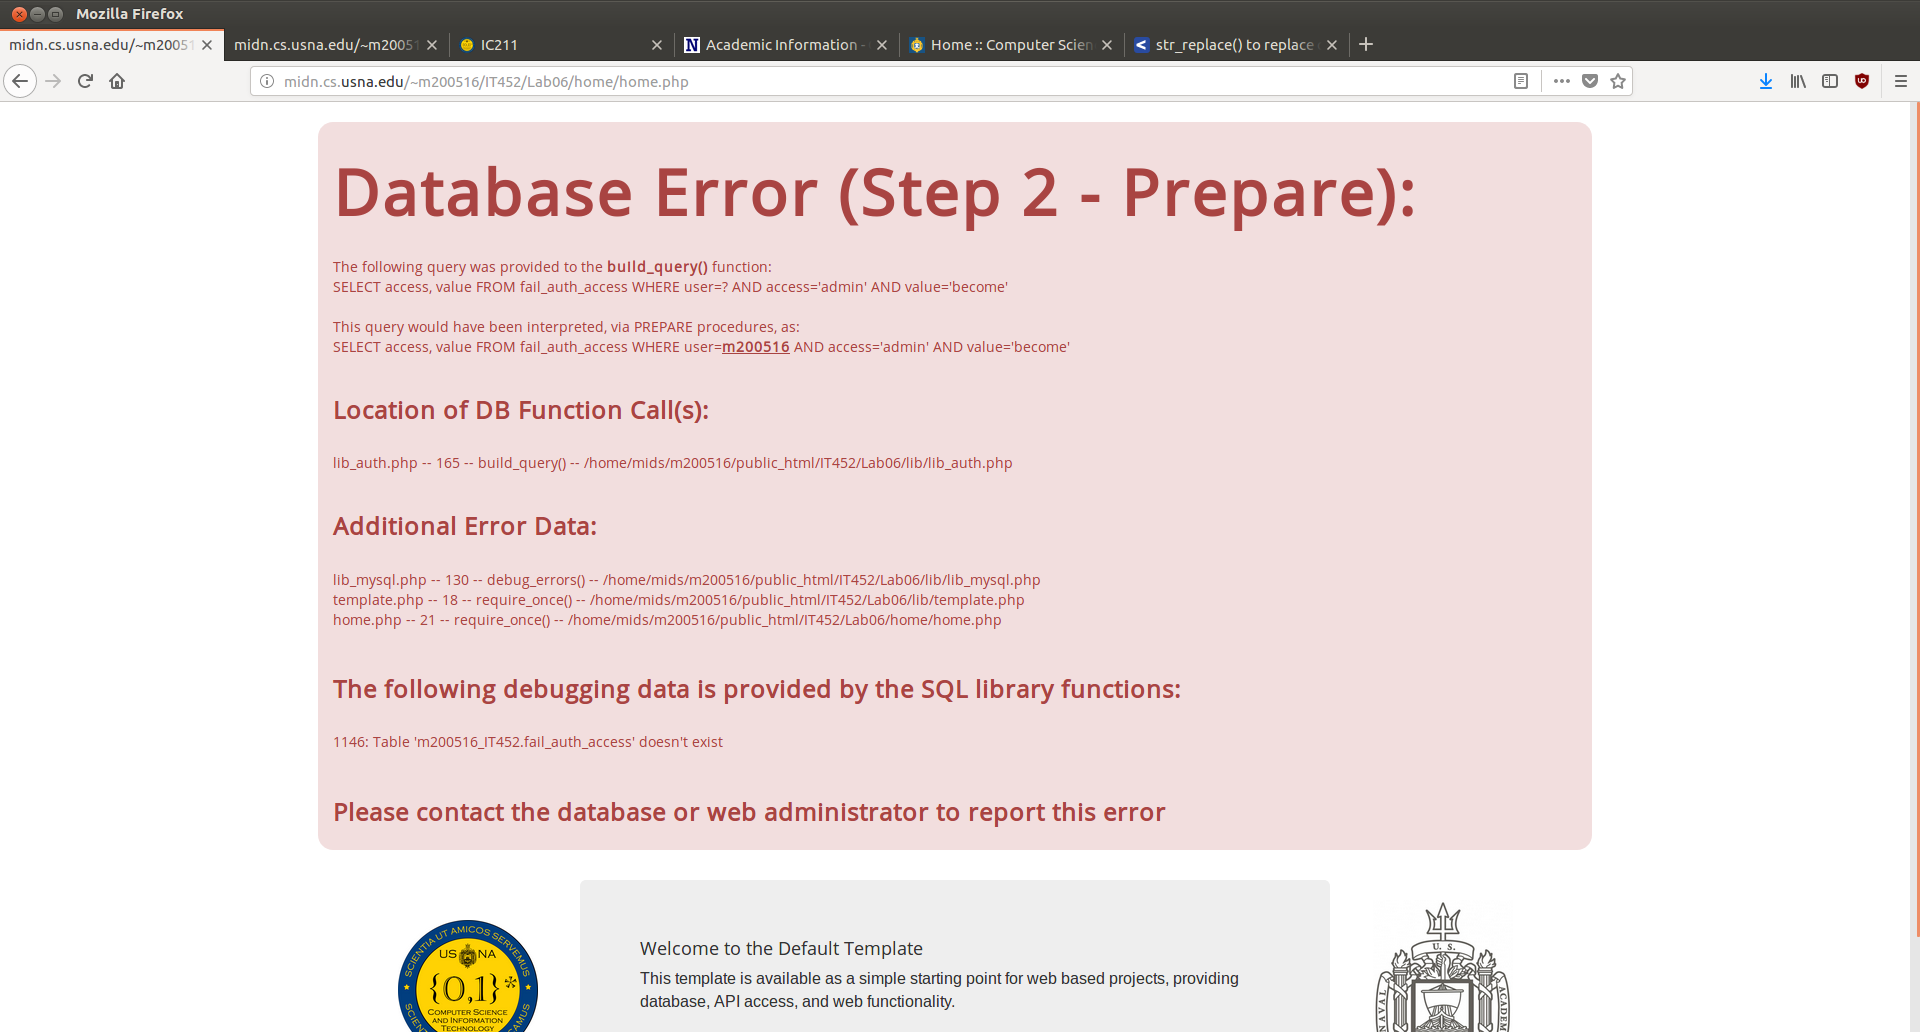 Mozilla Firefox
midn.cs.usna.edu/~m20051
midn.cs.usna.edu/~m20051
IC211
Academic Information -
Home :: Computer Scien
str_replace() to replace
midn.cs.usna.edu/~m200516/IT452/Lab06/home/home.php
Database Error (Step 2 - Prepare):
The following query was provided to the build_query() function:
SELECT access, value FROM fail_auth_access WHERE user=? AND access='admin' AND value='become'
This query would have been interpreted, via PREPARE procedures, as:
SELECT access, value FROM fail_auth_access WHERE user=m200516 AND access='admin' AND value='become'
Location of DB Function Call(s):
lib_auth.php -- 165 -- build_query() -- /home/mids/m200516/public_html/IT452/Lab06/lib/lib_auth.php
Additional Error Data:
lib_mysql.php -- 130 -- debug_errors() -- /home/mids/m200516/public_html/IT452/Lab06/lib/lib_mysql.php
template.php -- 18 -- require_once() -- /home/mids/m200516/public_html/IT452/Lab06/lib/template.php
home.php -- 21 -- require_once() -- /home/mids/m200516/public_html/IT452/Lab06/home/home.php
The following debugging data is provided by the SQL library functions:
1146: Table 'm200516_IT452.fail_auth_access' doesn't exist
Please contact the database or web administrator to report this error
SCIENTIA UT AMICOS SERVEMUS
US NA
{0,1}*
COMPUTER SCIENCE
AND INFORMATION
TECHNOLOGY
Welcome to the Default Template
This template is available as a simple starting point for web based projects, providing
database, API access, and web functionality.
U. S.
NAVAL